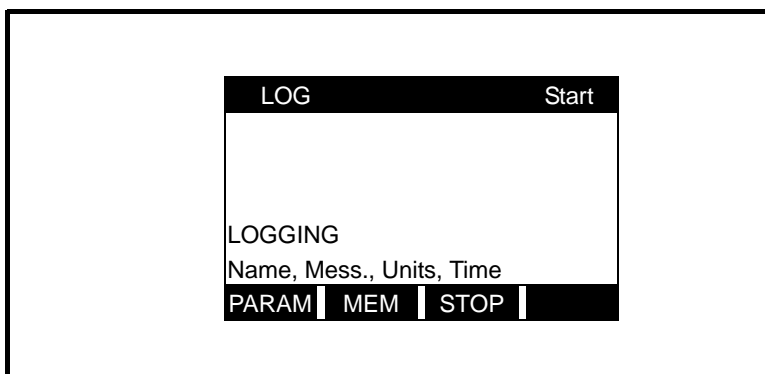 LOG Start
LOGGING
Name, Mess., Units, Time
PARAM MEM STOP